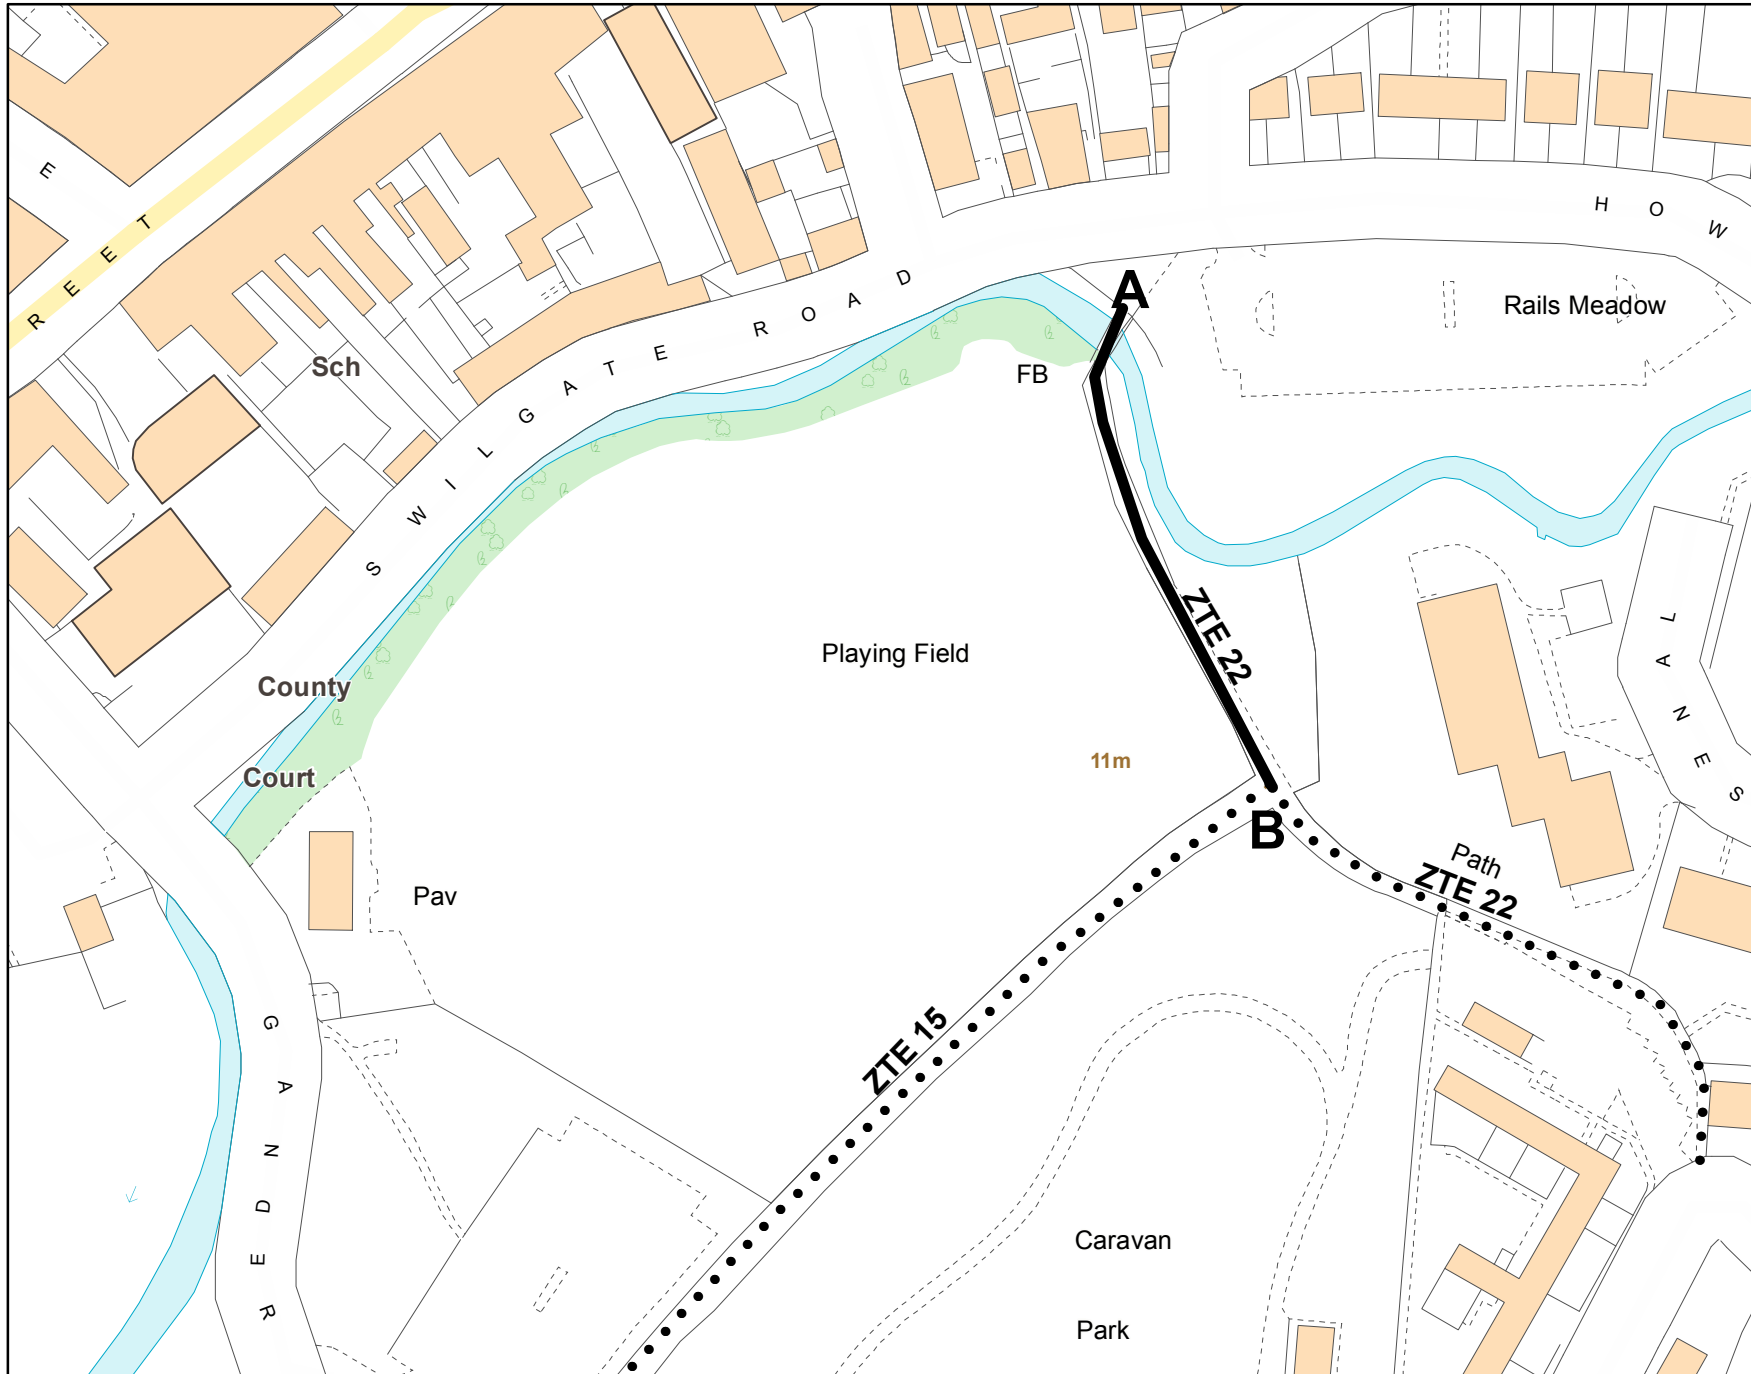 E
REET
HOW
A
SWILGATE ROAD
Rails Meadow
Sch
FB
ZTE 22
Playing Field
LANES
County
11m
Court
B
Path
ZTE 22
Pav
ZTE 15
GANDER
Caravan
Park